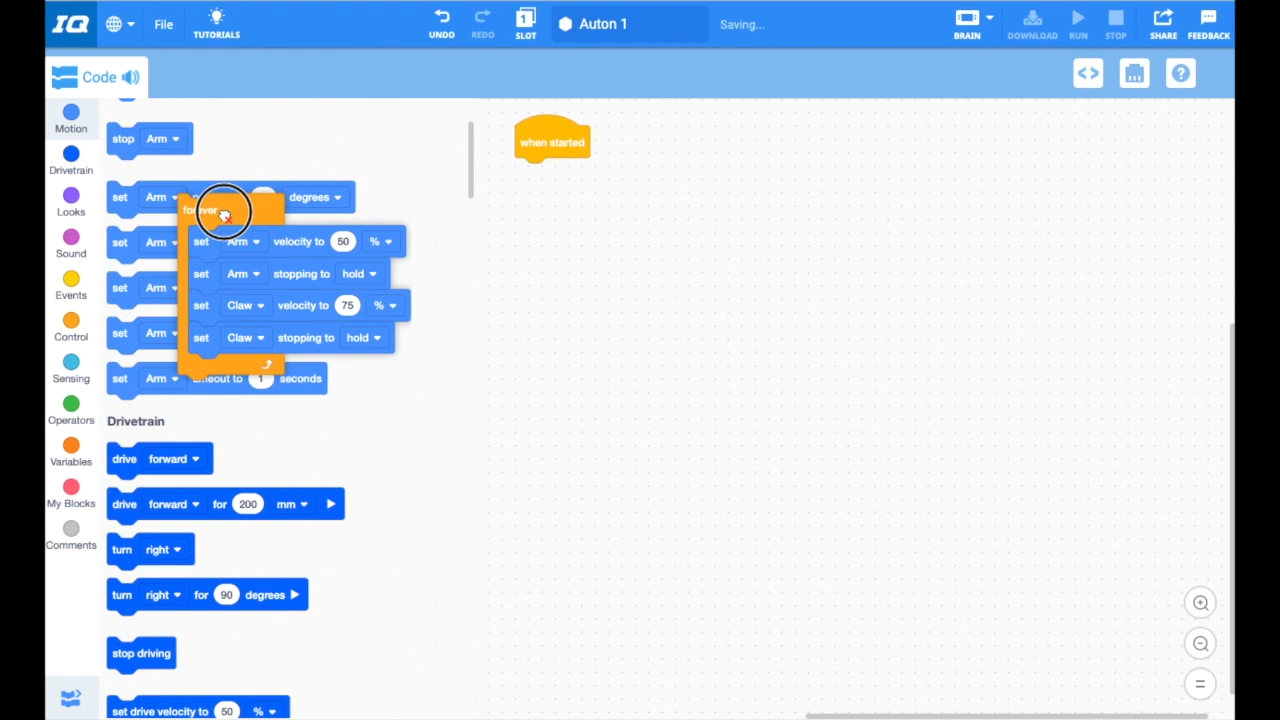 IQ
File
TUTORIALS
UNDO
REDO
1
SLOT
Auton 1
Saving...
BRAIN
DOWNLOAD
RUN
STOP
SHARE
FEEDBACK
Code
<>
?
Motion
Drivetrain
Looks
Sound
Events
Control
Sensing
Operators
Variables
My Blocks
Comments
stop Arm
set Arm degrees
set Arm
set Arm
set Arm
set Arm timeout to 1 seconds
forever
set Arm velocity to 50 %
set Arm stopping to hold
set Claw velocity to 75 %
set Claw stopping to hold
Drivetrain
drive forward
drive forward for 200 mm
turn right
turn right for 90 degrees
stop driving
set drive velocity to 50 %
when started